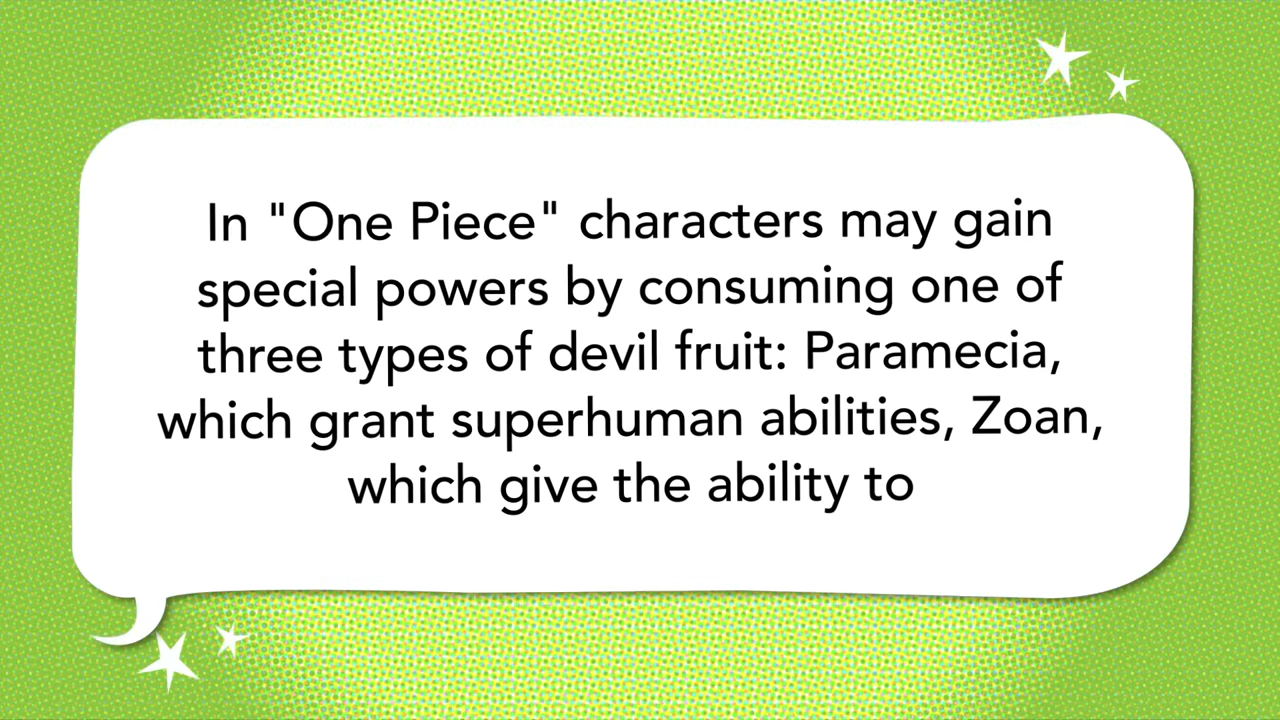 In "One Piece" characters may gain
special powers by consuming one of
three types of devil fruit: Paramecia,
which grant superhuman abilities, Zoan,
which give the ability to